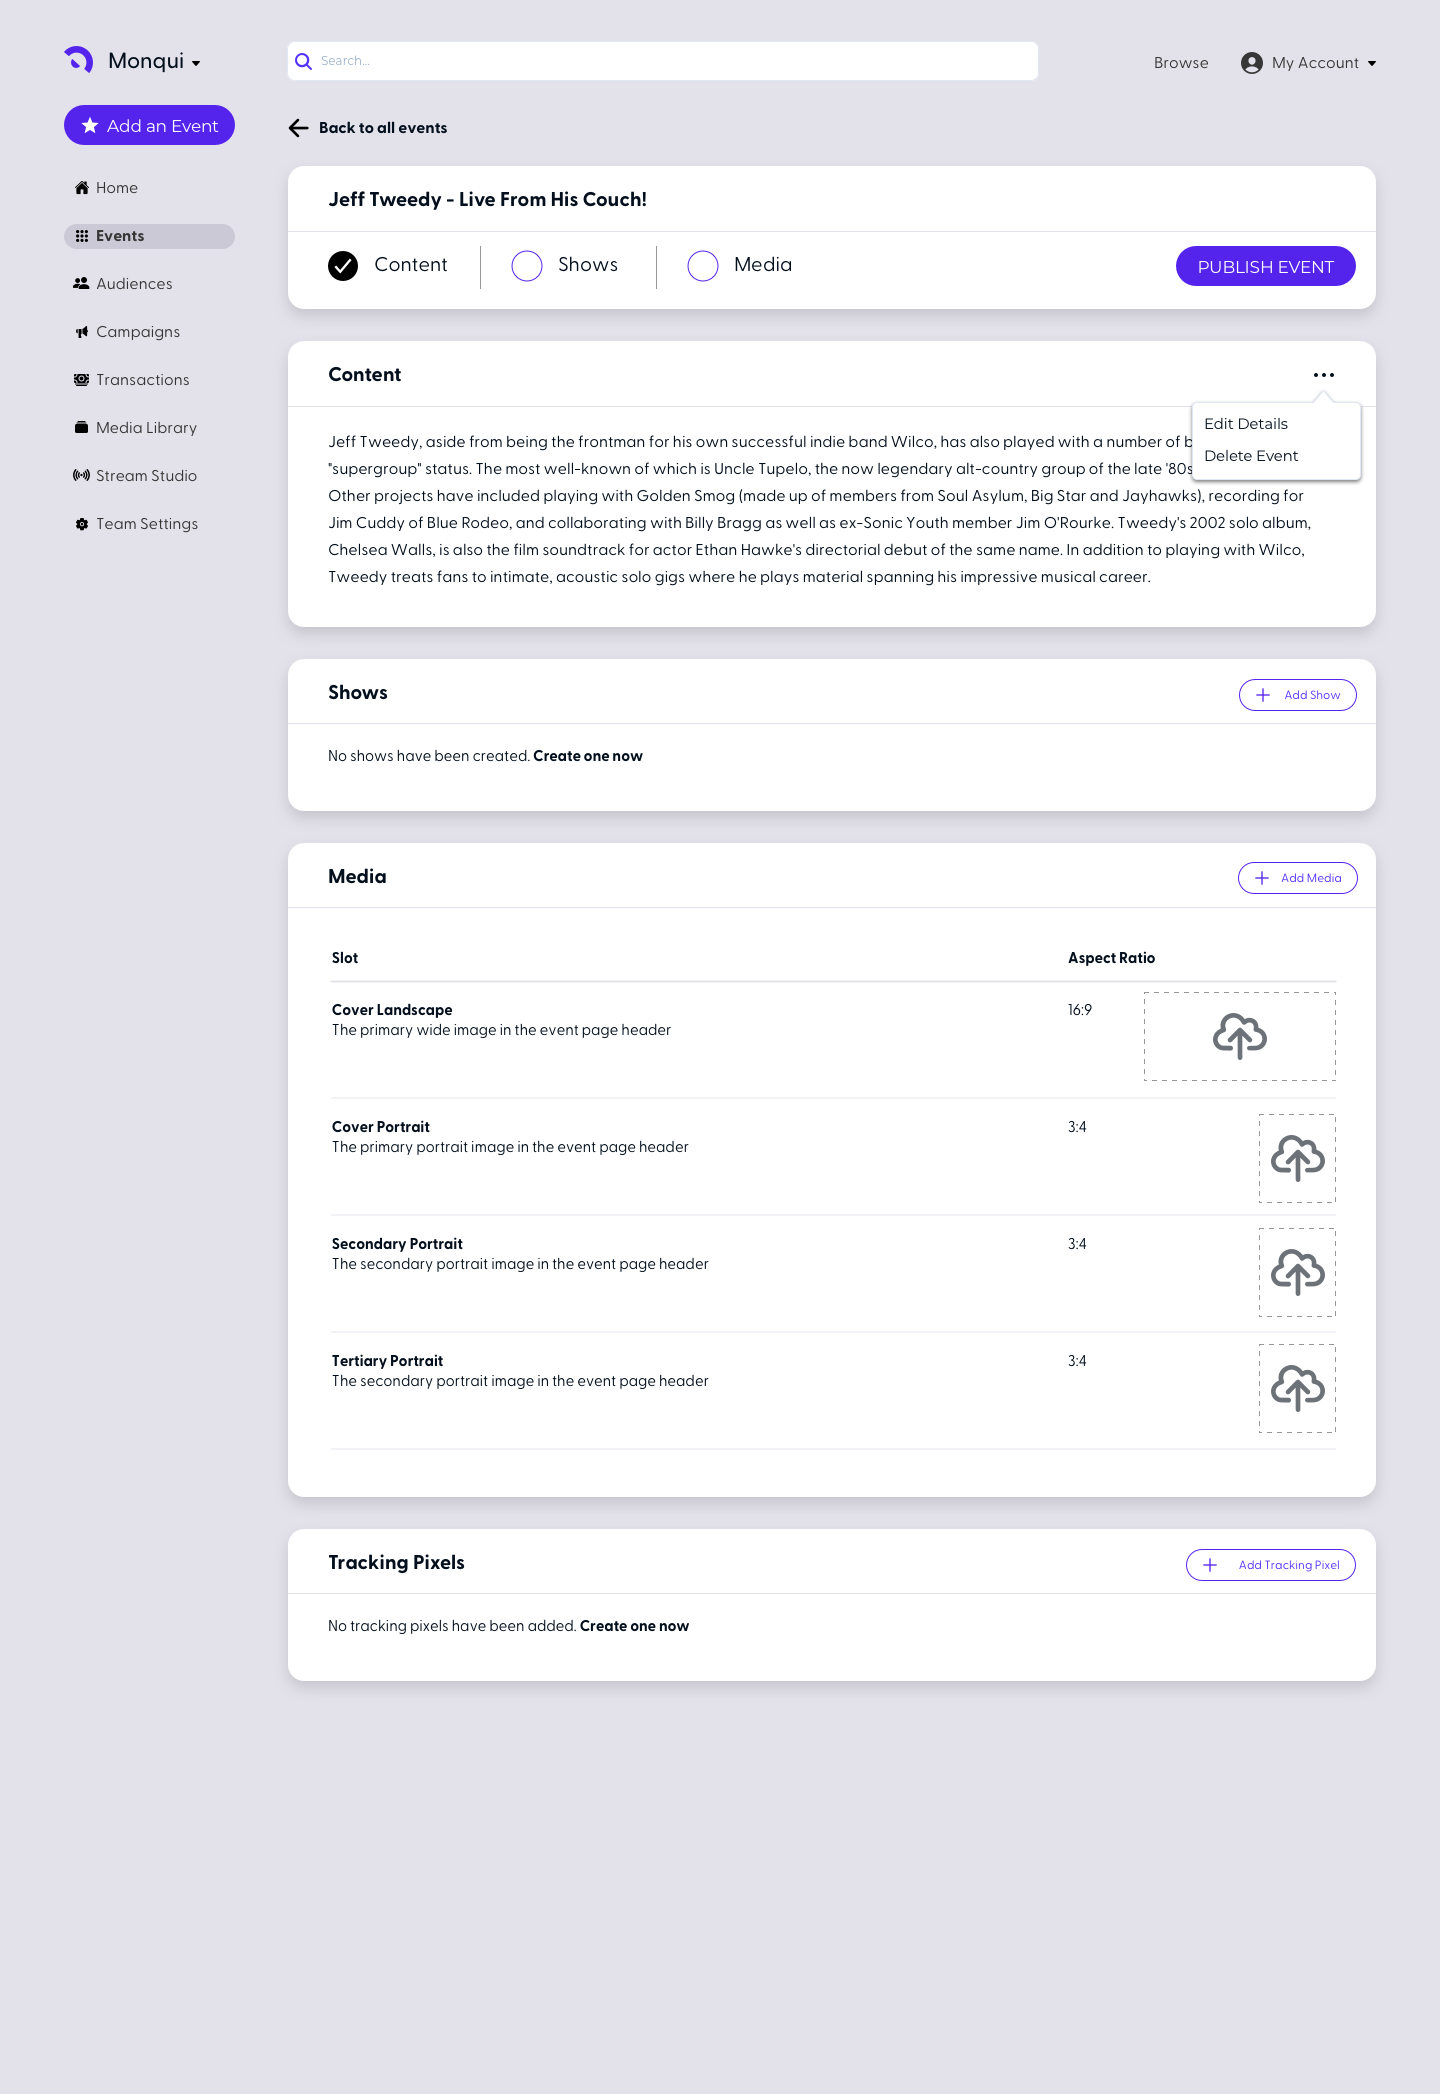 Monqui
Search...
Browse
My Account
Add an Event
Back to all events
Home
Events
Audiences
Campaigns
Transactions
Media Library
Stream Studio
Team Settings
Jeff Tweedy - Live From His Couch!
Content
Shows
Media
PUBLISH EVENT
Content
Edit Details
Delete Event
Jeff Tweedy, aside from being the frontman for his own successful indie band Wilco, has also played with a number of
"supergroup" status. The most well-known of which is Uncle Tupelo, the now legendary alt-country group of the late '80s
Other projects have included playing with Golden Smog (made up of members from Soul Asylum, Big Star and Jayhawks), recording for
Jim Cuddy of Blue Rodeo, and collaborating with Billy Bragg as well as ex-Sonic Youth member Jim O'Rourke. Tweedy's 2002 solo album,
Chelsea Walls, is also the film soundtrack for actor Ethan Hawke's directorial debut of the same name. In addition to playing with Wilco,
Tweedy treats fans to intimate, acoustic solo gigs where he plays material spanning his impressive musical career.
Shows
Add Show
No shows have been created. Create one now
Media
Add Media
Slot
Aspect Ratio
Cover Landscape
16:9
The primary wide image in the event page header
Cover Portrait
3:4
The primary portrait image in the event page header
Secondary Portrait
3:4
The secondary portrait image in the event page header
Tertiary Portrait
3:4
The secondary portrait image in the event page header
Tracking Pixels
Add Tracking Pixel
No tracking pixels have been added. Create one now